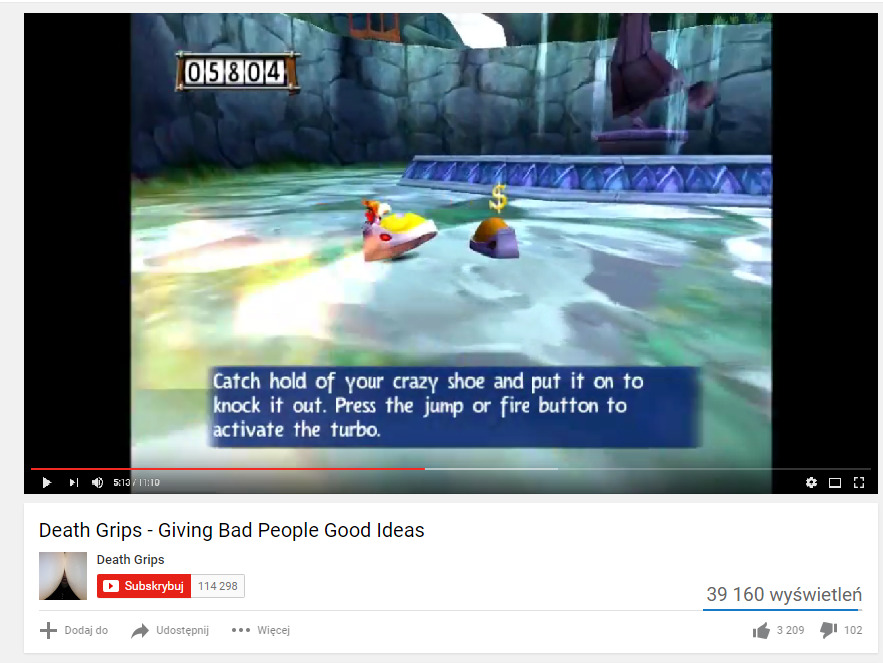 05804
$
Catch hold of your crazy shoe and put it on to
knock it out. Press the jump or fire button to
activate the turbo.
5:13 / 11:19
Death Grips - Giving Bad People Good Ideas
Death Grips
Subskrybuj 114 298
39 160 wyświetleń
Dodaj do Udostępnij Więcej 3 209 102